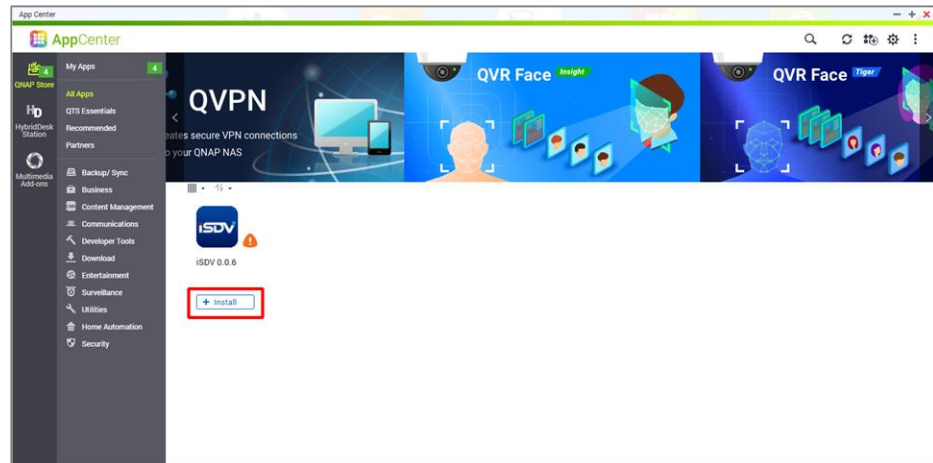 App Center
AppCenter
4
QNAP Store
HD
HybridDesk
Station
Multimedia
Add-ons
My Apps
4
All Apps
QTS Essentials
Recommended
Partners
Backup/ Sync
Business
Content Management
Communications
Developer Tools
Download
Entertainment
Surveillance
Utilities
Home Automation
Security
QVPN
eates secure VPN connections
o your QNAP NAS
QVR Face Insight
QVR Face Tiger
iSDV
iSDV 0.0.6
+ Install